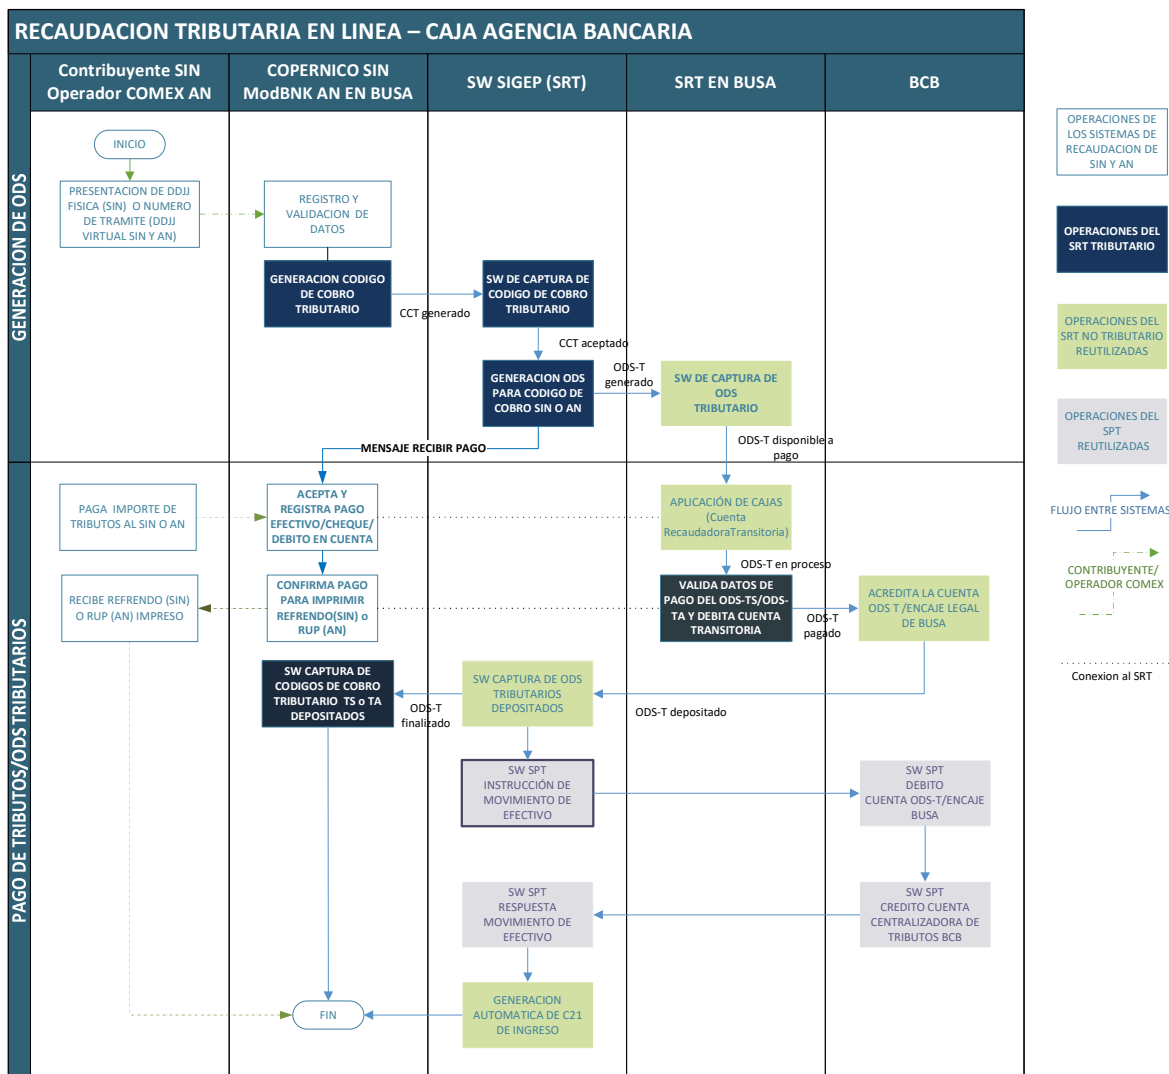 RECAUDACION TRIBUTARIA EN LINEA – CAJA AGENCIA BANCARIA
Contribuyente SIN
Operador COMEX AN
COPERNICO SIN
ModBNK AN EN BUSA
SW SIGEP (SRT)
SRT EN BUSA
BCB
GENERACION DE ODS
INICIO
PRESENTACION DE DDJJ
FISICA (SIN) O NUMERO
DE TRAMITE (DDJJ
VIRTUAL SIN Y AN)
REGISTRO Y
VALIDACION DE
DATOS
GENERACION CODIGO
DE COBRO
TRIBUTARIO
CCT generado
SW DE CAPTURA DE
CODIGO DE COBRO
TRIBUTARIO
CCT aceptado
GENERACION ODS
PARA CODIGO DE
COBRO SIN O AN
ODS-T
generado
SW DE CAPTURA DE
ODS
TRIBUTARIO
MENSAJE RECIBIR PAGO
ODS-T disponible a
pago
PAGO DE TRIBUTOS/ODS TRIBUTARIOS
PAGA IMPORTE DE
TRIBUTOS AL SIN O AN
ACEPTA Y
REGISTRA PAGO
EFECTIVO/CHEQUE/
DEBITO EN CUENTA
APLICACIÓN DE CAJAS
(Cuenta
RecaudadoraTransitoria)
ODS-T en proceso
RECIBE REFRENDO (SIN)
O RUP (AN) IMPRESO
CONFIRMA PAGO
PARA IMPRIMIR
REFRENDO(SIN) o
RUP (AN)
VALIDA DATOS DE
PAGO DEL ODS-TS/ODS-
TA Y DEBITA CUENTA
TRANSITORIA
ODS-T
pagado
ACREDITA LA CUENTA
ODS T /ENCAJE LEGAL
DE BUSA
SW CAPTURA DE
CODIGOS DE COBRO
TRIBUTARIO TS o TA
DEPOSITADOS
ODS-T
finalizado
SW CAPTURA DE ODS
TRIBUTARIOS
DEPOSITADOS
ODS-T depositado
SW SPT
INSTRUCCIÓN DE
MOVIMIENTO DE
EFECTIVO
SW SPT
DEBITO
CUENTA ODS-T/ENCAJE
BUSA
SW SPT
RESPUESTA
MOVIMIENTO DE
EFECTIVO
SW SPT
CREDITO CUENTA
CENTRALIZADORA DE
TRIBUTOS BCB
FIN
GENERACION
AUTOMATICA DE C21
DE INGRESO
OPERACIONES DE
LOS SISTEMAS DE
RECAUDACION DE
SIN Y AN
OPERACIONES DEL
SRT TRIBUTARIO
OPERACIONES DEL
SRT NO TRIBUTARIO
REUTILIZADAS
OPERACIONES DEL
SPT
REUTILIZADAS
FLUJO ENTRE SISTEMAS
CONTRIBUYENTE/
OPERADOR COMEX
Conexion al SRT